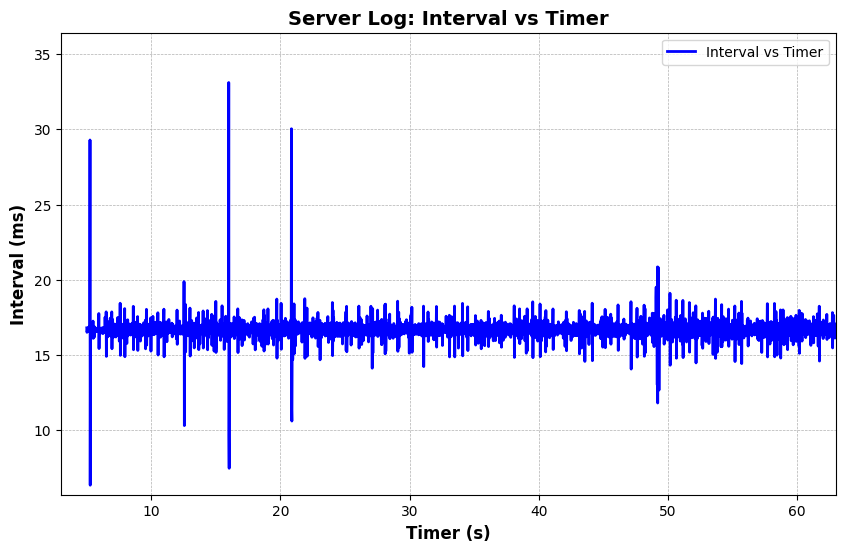 Server Log: Interval vs Timer
Interval vs Timer
35
30
25
20
15
10
Interval (ms)
10 20 30 40 50 60
Timer (s)